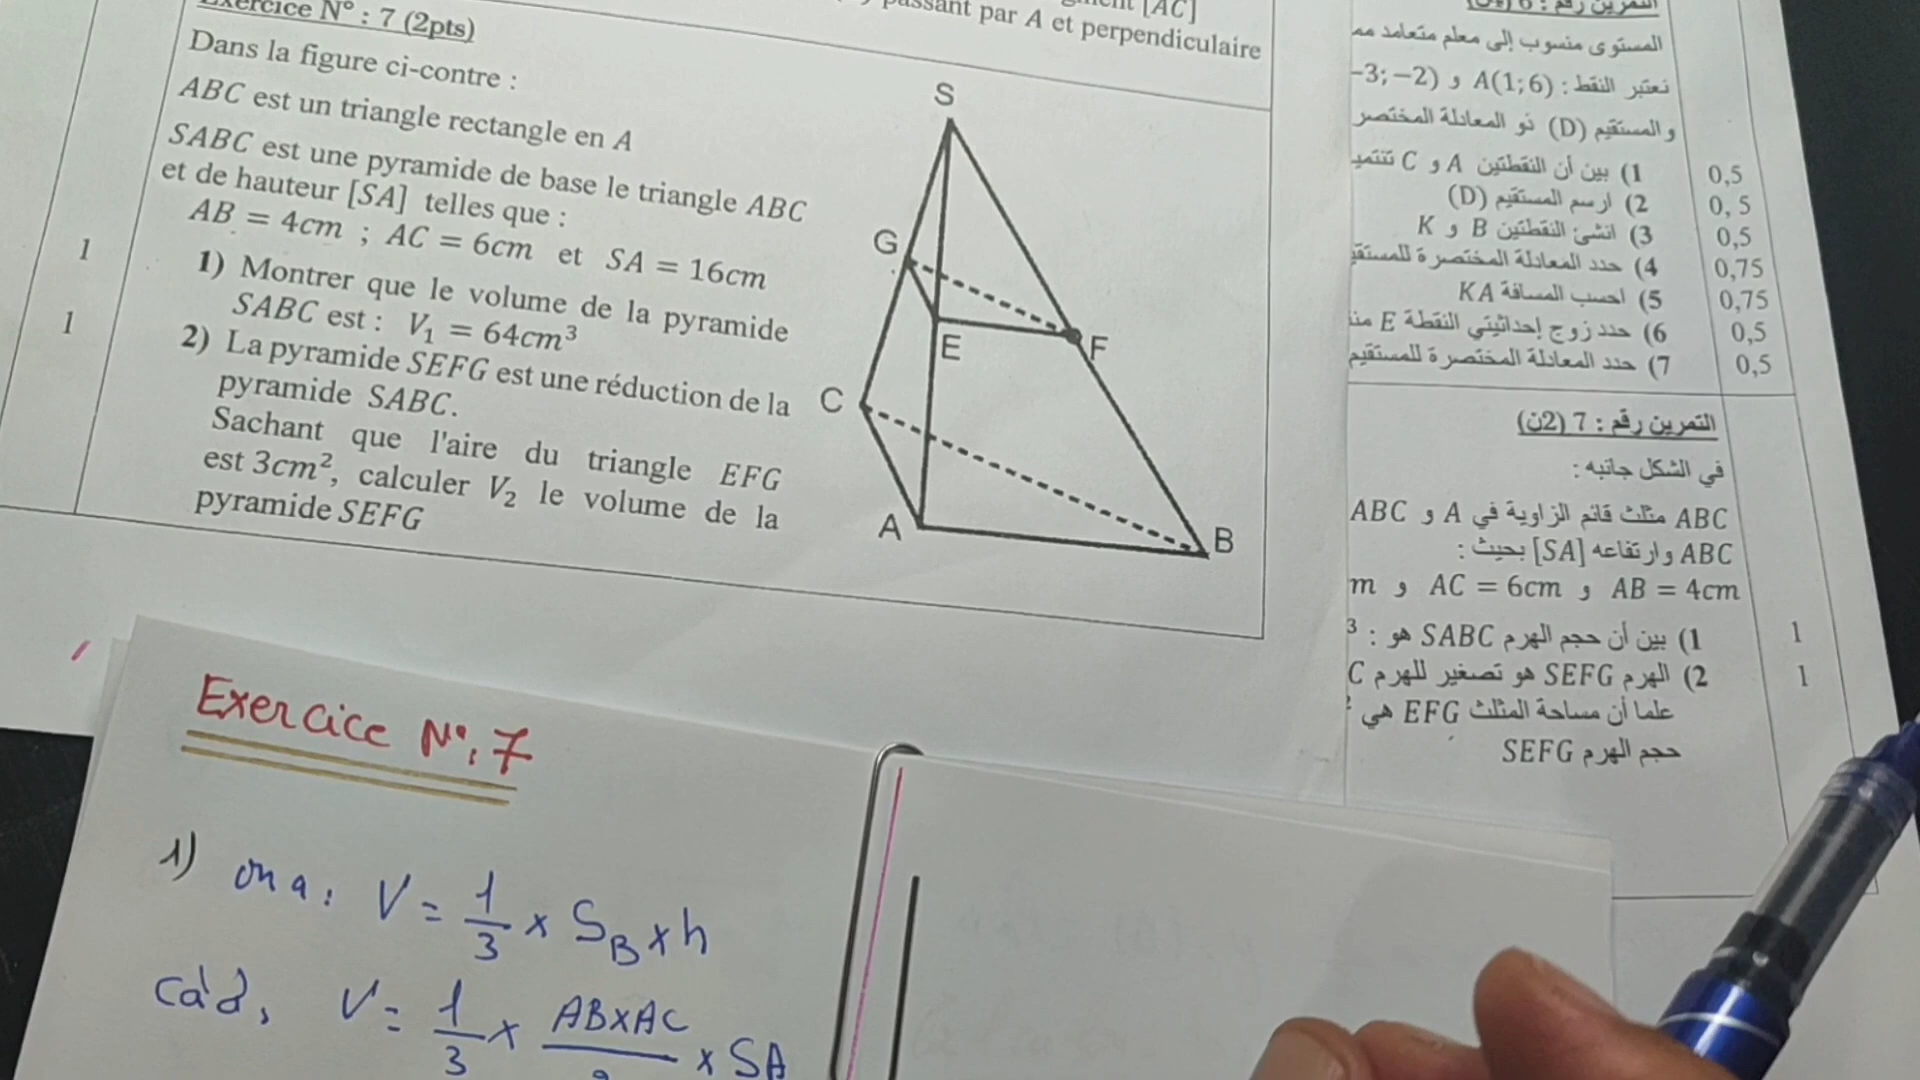 [AC]
passant par A et perpendiculaire
Exercice N° : 7 (2pts)
Dans la figure ci-contre :
ABC est un triangle rectangle en A
SABC est une pyramide de base le triangle ABC
et de hauteur [SA] telles que :
AB = 4cm ; AC = 6cm et SA = 16cm
1
1) Montrer que le volume de la pyramide
SABC est : V₁ = 64cm³
1
2) La pyramide SEFG est une réduction de la
pyramide SABC.
Sachant que l'aire du triangle EFG
est 3cm², calculer V₂ le volume de la
pyramide SEFG
S
G
E
F
C
A
B
التمرين رقم : 6
المستوى منسوب إلى معلم متعامد مم
نعتبر النقط : A(1;6) و (-3;-2
والمستقيم (D) ذو المعادلة المختصر
1) بين أن النقطتين A و C تنتمي
0,5
2) ارسم المستقيم (D)
0,5
3) انشئ النقطتين B و K
0,5
4) حدد المعادلة المختصرة للمستقي
0,75
5) احسب المسافة KA
0,75
6) حدد زوج إحداثيتي النقطة E
0,5
7) حدد المعادلة المختصرة للمستقيم
0,5
التمرين رقم : 7 (2ن)
في الشكل جانبه :
ABC مثلث قائم الزاوية في A و ABC
ABC وارتفاعه [SA] بحيث :
AB = 4cm و AC = 6cm و m
1) بين أن حجم الهرم SABC هو : 3
1
2) الهرم SEFG هو تصغير للهرم C
1
علما أن مساحة المثلث EFG هي 2
حجم الهرم SEFG
Exercice N°: 7
1) on a : V = 1/3 × S_B × h
càd, V = 1/3 × AB×AC/2 × SA